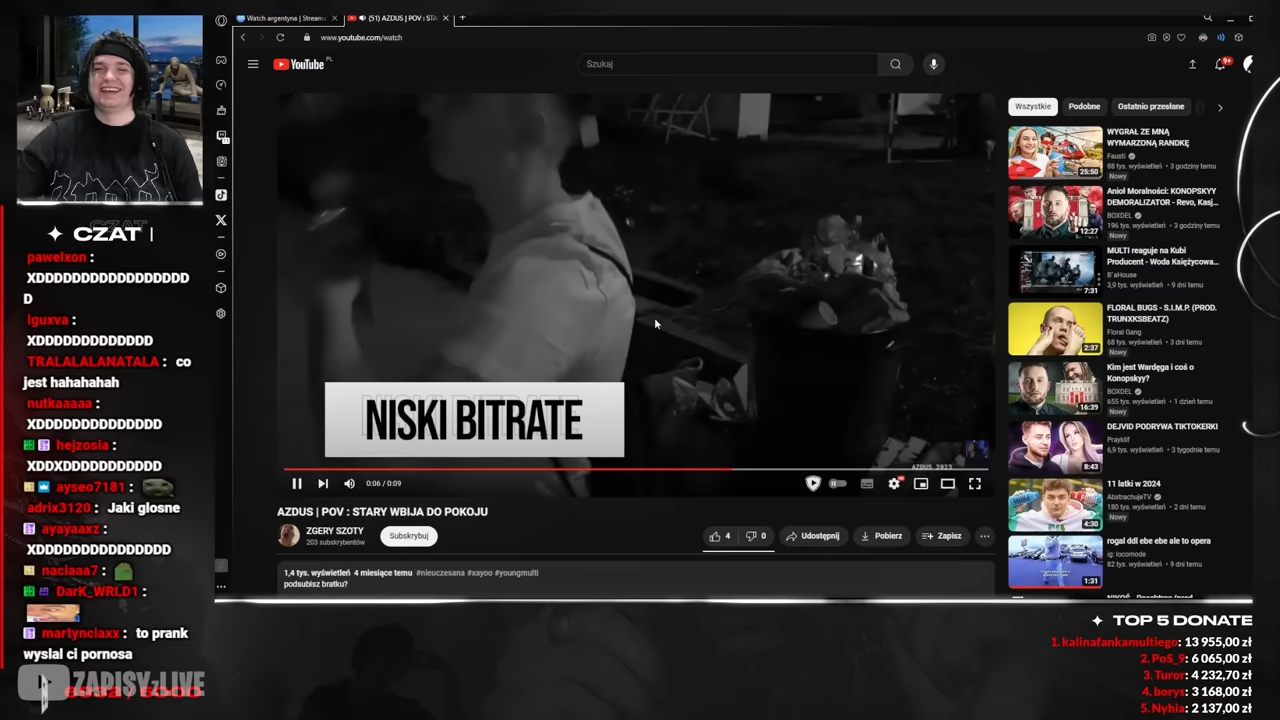 Watch argentyna | Stream
(51) AZDUS | POV : STA
www.youtube.com/watch
YouTube PL
Szukaj
9+
Wszystkie
Podobne
Ostatnio przesłane
WYGRAŁ ZE MNĄ
WYMARZONĄ RANDKĘ
Fausti
88 tys. wyświetleń • 3 godziny temu
Nowy
25:50
Anioł Moralności: KONOPSKYY
DEMORALIZATOR - Revo, Kasj...
BOXDEL
196 tys. wyświetleń • 3 godziny temu
Nowy
12:27
MULTI reaguje na Kubi
Producent - Woda Księżycowa...
B'aHouse
3,9 tys. wyświetleń • 9 dni temu
7:31
FLORAL BUGS - S.I.M.P. (PROD.
TRUNXKSBEATZ)
Floral Gang
68 tys. wyświetleń • 3 dni temu
Nowy
2:37
Kim jest Wardęga i coś o
Konopskyy?
BOXDEL
655 tys. wyświetleń • 1 dzień temu
Nowy
16:39
DEJVID PODRYWA TIKTOKERKI
Prayklif
6,9 tys. wyświetleń • 3 tygodnie temu
8:43
11 latki w 2024
AbstrachujeTV
180 tys. wyświetleń • 2 dni temu
Nowy
4:30
rogal ddl ebe ebe ale to opera
ig: locomode
82 tys. wyświetleń • 9 dni temu
1:31
NISKI BITRATE
AZDUS 2023
0:06 / 0:09
AZDUS | POV : STARY WBIJA DO POKOJU
ZGERY SZOTY
203 subskrybentów
Subskrybuj
4
0
Udostępnij
Pobierz
Zapisz
1,4 tys. wyświetleń 4 miesiące temu #nieuczesana #xayoo #youngmulti
podsubisz bratku?
CZAT |
pawelxon :
XDDDDDDDDDDDDDDDDD
D
iguxva :
XDDDDDDDDDDDDD
TRALALALANATALA : co
jest hahahahah
nutkaaaaa :
XDDDDDDDDDDDDDD
hejzosia :
XDDXDDDDDDDDDDD
ayseo7181 :
adrix3120 : Jaki glosne
ayayaaxz :
XDDDDDDDDDDDDDDD
naciaaa7 :
DarK_WRLD1 :
martynciaxx : to prank
wyslal ci pornosa
ZAPISY z LIVE
TOP 5 DONATE
1. kalinafankamultiego: 13 955,00 zł
2. PoS_9: 6 065,00 zł
3. Turor: 4 232,70 zł
4. borys: 3 168,00 zł
5. Nyhia: 2 137,00 zł